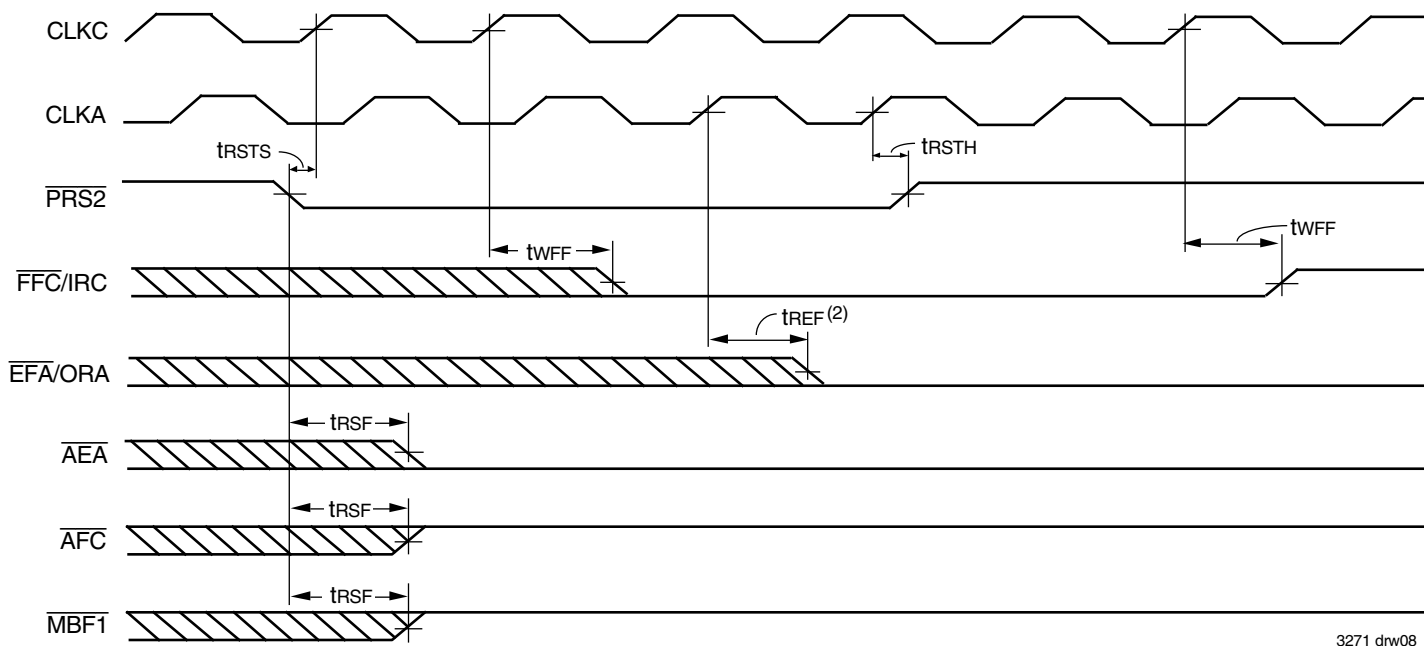 CLKC
CLKA
tRSTS
tRSTH
PRS2
tWFF
tWFF
FFC/IRC
tREF(2)
EFA/ORA
tRSF
AEA
tRSF
AFC
tRSF
MBF1
3271 drw08